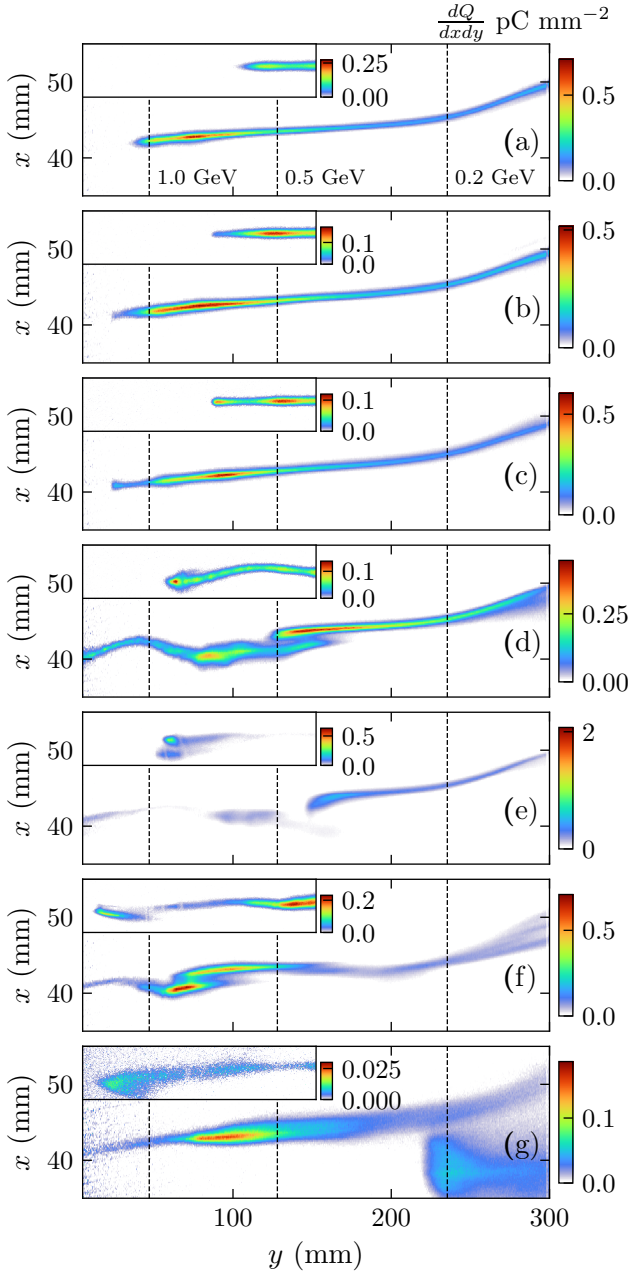 dQ/dxdy pC mm−2
x (mm) 50 40 0.25 0.00 (a) 0.5 0.0
1.0 GeV 0.5 GeV 0.2 GeV
x (mm) 50 40 0.1 0.0 (b) 0.5 0.0
x (mm) 50 40 0.1 0.0 (c) 0.5 0.0
x (mm) 50 40 0.1 0.0 (d) 0.25 0.00
x (mm) 50 40 0.5 0.0 (e) 2 0
x (mm) 50 40 0.2 0.0 (f) 0.5 0.0
x (mm) 50 40 0.025 0.000 (g) 0.1 0.0
100 200 300
y (mm)